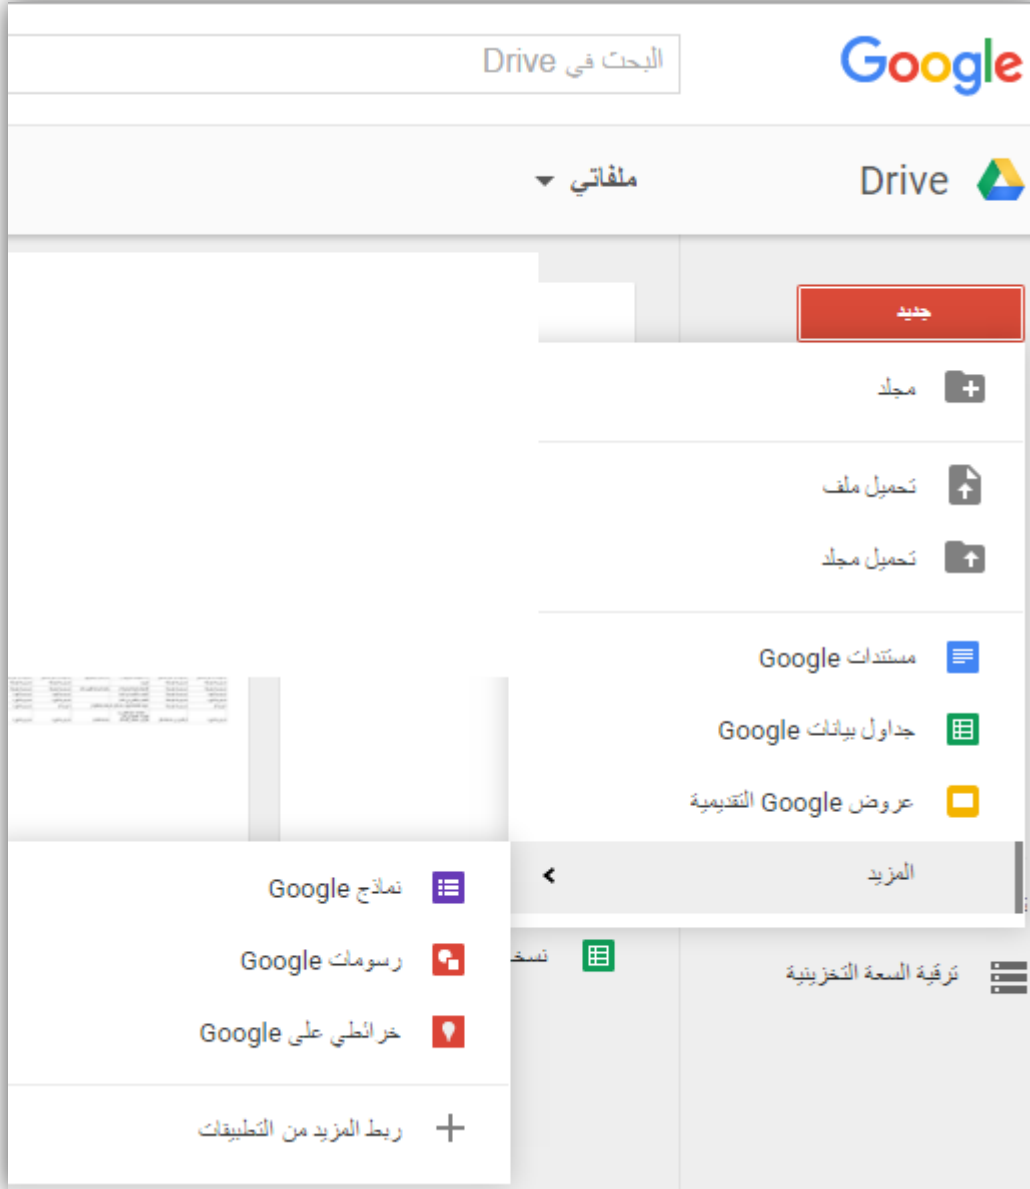 Google
البحث في Drive
Drive
ملفاتي
جديد
مجلد
تحميل ملف
تحميل مجلد
مستندات Google
جداول بيانات Google
عروض Google التقديمية
المزيد
نماذج Google
رسومات Google
خرائطي على Google
ربط المزيد من التطبيقات
نسخ
ترقية السعة التخزينية